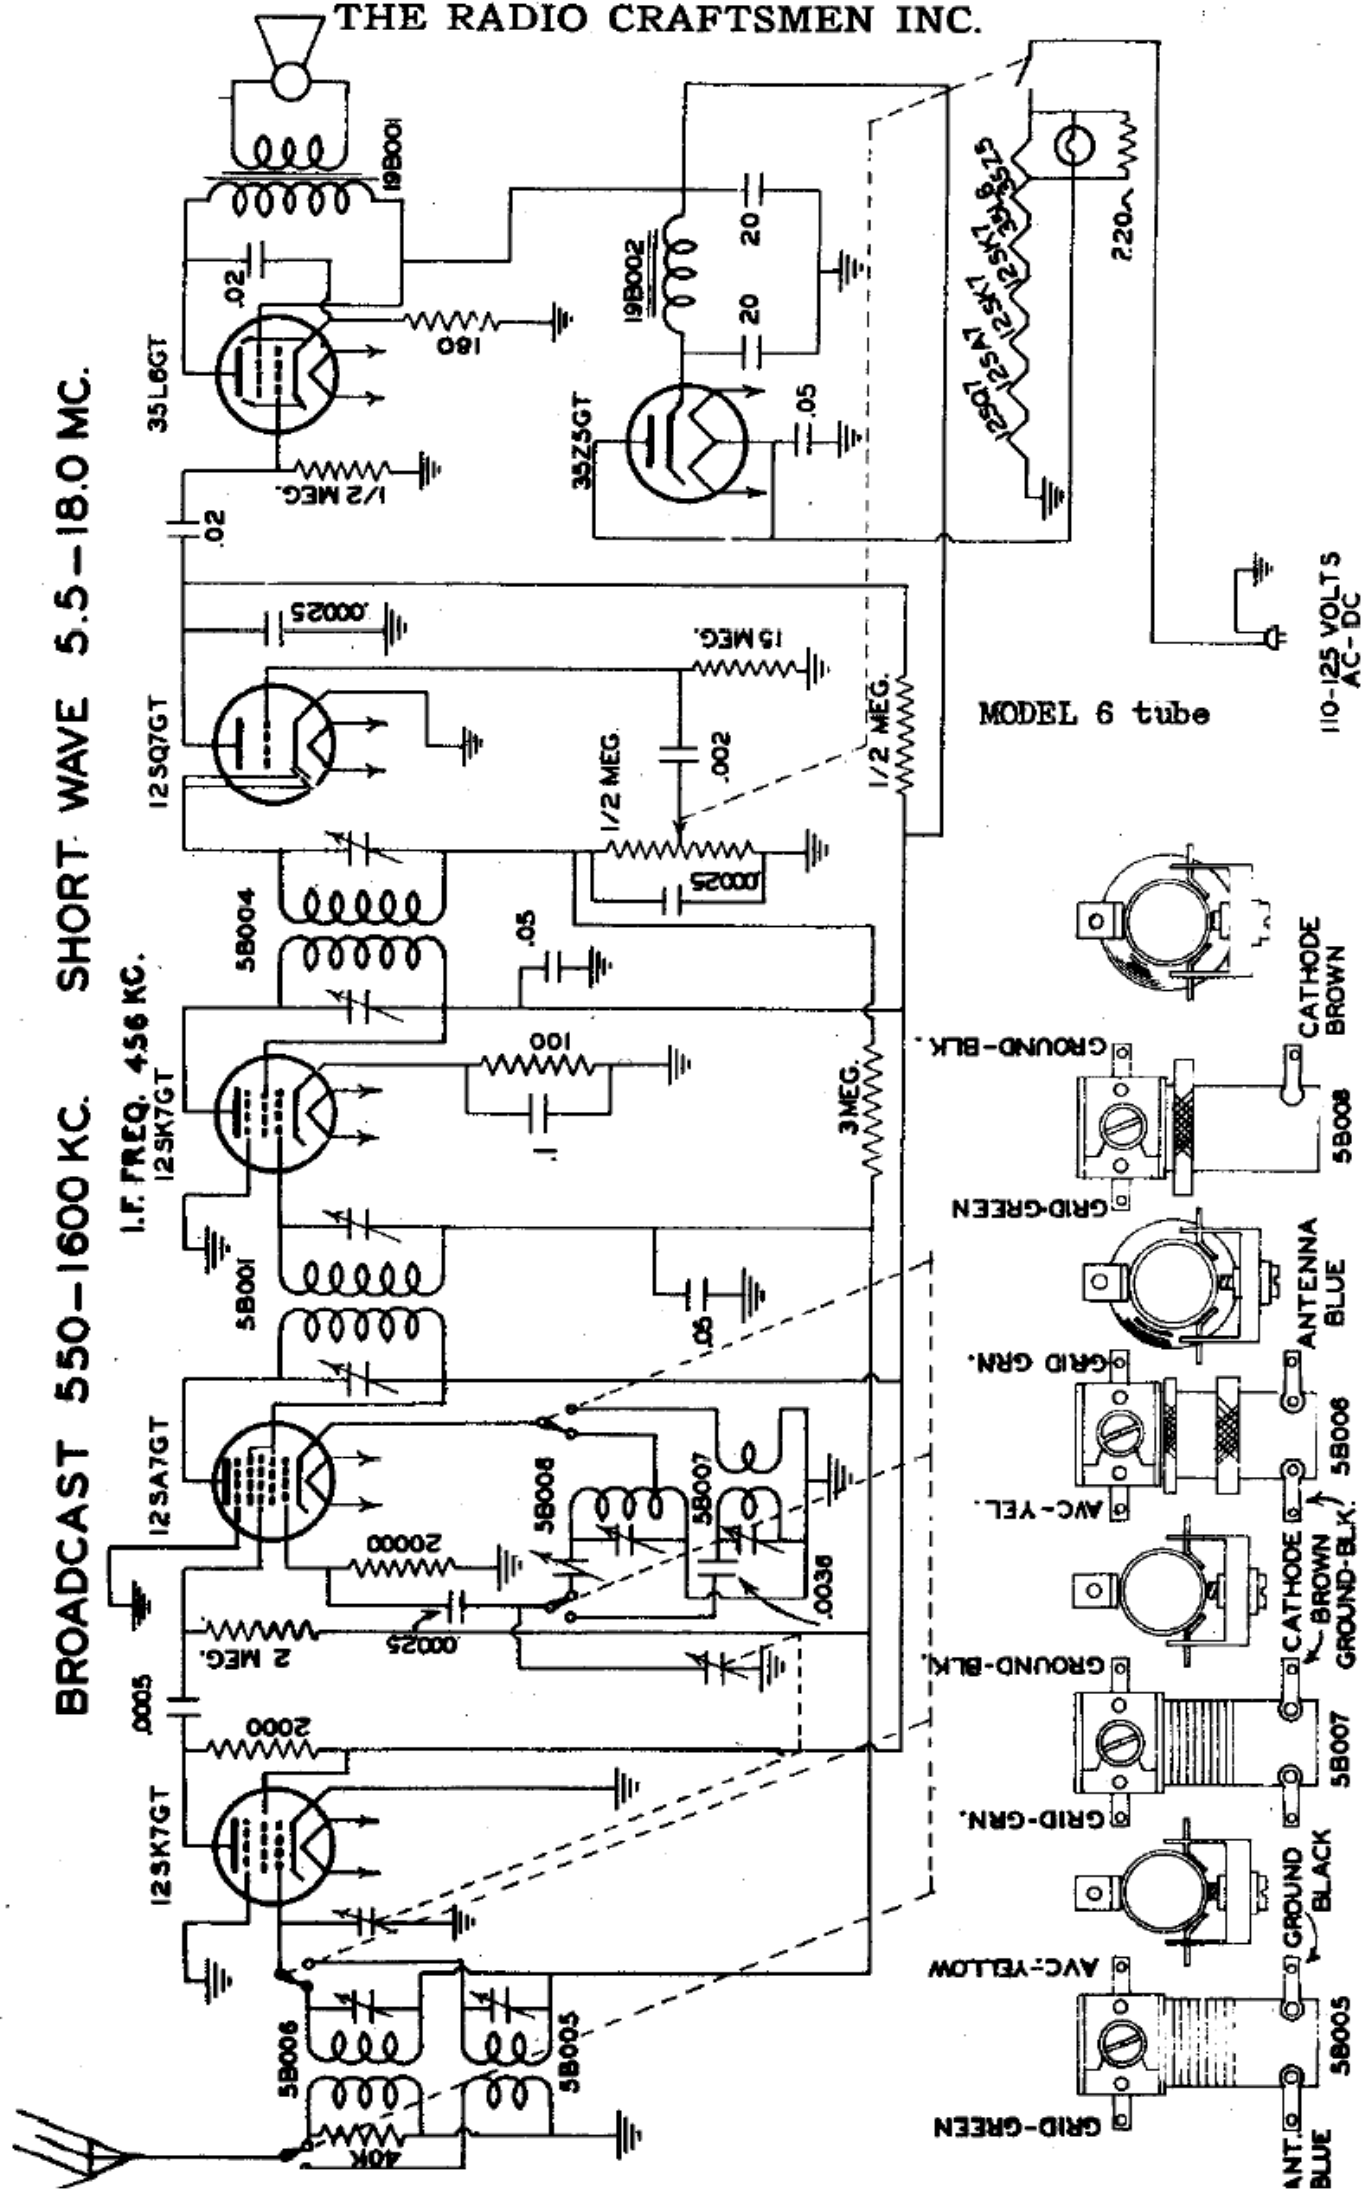 THE RADIO CRAFTSMEN INC.
BROADCAST 550-1600 KC. SHORT WAVE 5.5-18.0 MC.
I.F. FREQ. 456 KC.
12SK7GT
12SA7GT
12SK7GT
12SQ7GT
35L6GT
35Z5GT
5B006
5B005
40K
2000
.0005
2 MEG.
20000
.00025
5B008
5B007
.0036
5B001
.05
.1
100
3 MEG.
5B004
.05
1/2 MEG.
.00025
.002
15 MEG.
.00025
1/2 MEG.
.02
1/2 MEG.
180
.02
19B001
19B002
20
20
.05
12SQ7
12SA7
12SK7
12SK7
35L6
35Z5
220~
110-125 VOLTS
AC-DC
MODEL 6 tube
GRID-GREEN
AVC-YELLOW
ANT.
BLUE
GROUND
BLACK
5B005
GRID-GRN.
GROUND-BLK.
CATHODE
BROWN
5B007
AVC-YEL.
GRID GRN.
GROUND-BLK.
ANTENNA
BLUE
5B006
GRID-GREEN
GROUND-BLK.
CATHODE
BROWN
5B008